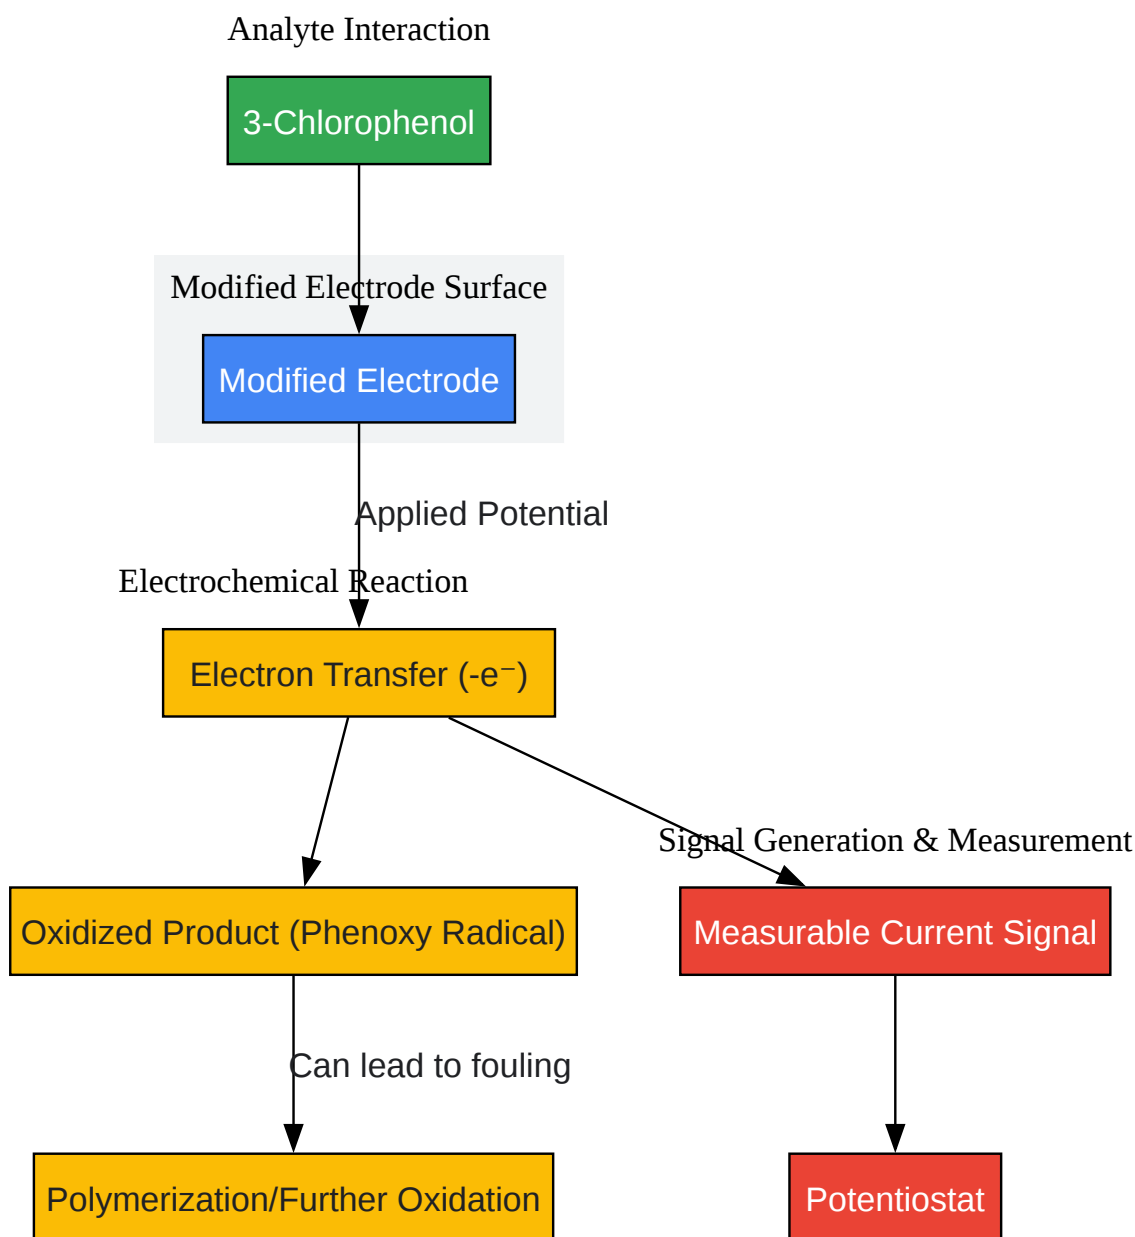 Analyte Interaction
3-Chlorophenol
Modified Electrode Surface
Modified Electrode
Applied Potential
Electrochemical Reaction
Electron Transfer (-e⁻)
Signal Generation & Measurement
Oxidized Product (Phenoxy Radical)
Measurable Current Signal
Can lead to fouling
Polymerization/Further Oxidation
Potentiostat